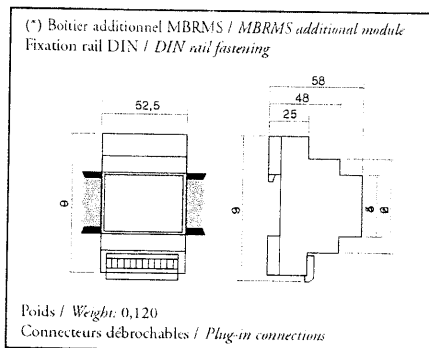 (*) Boîtier additionnel MBRMS / MBRMS additional module
Fixation rail DIN / DIN rail fastening
58
48
52,5
25
Poids / Weight: 0,120
Connecteurs débrochables / Plug-in connections